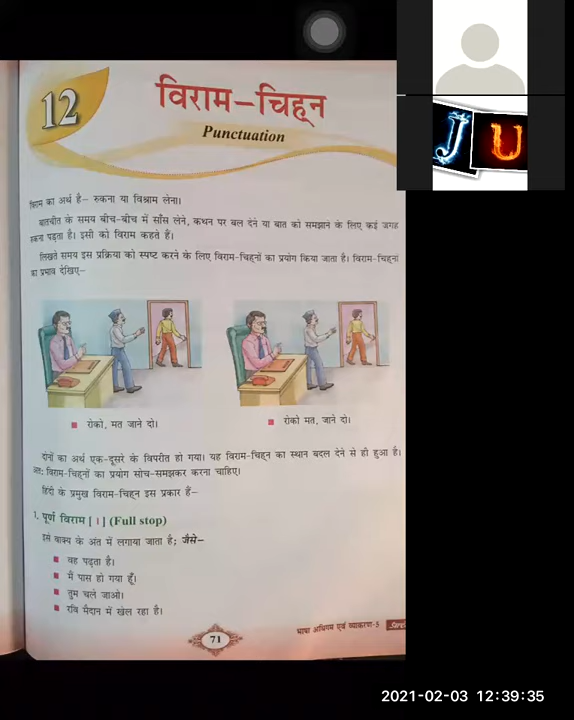 12
विराम-चिह्न
Punctuation
J U
विराम का अर्थ है– रुकना या विश्राम लेना।
बातचीत के समय बीच-बीच में साँस लेने, कथन पर बल देने या बात को समझाने के लिए कई जगह
रुकना पड़ता है। इसी को विराम कहते हैं।
लिखते समय इस प्रक्रिया को स्पष्ट करने के लिए विराम-चिह्नों का प्रयोग किया जाता है। विराम-चिह्नों
का प्रभाव देखिए–
रोको, मत जाने दो।
रोको मत, जाने दो।
दोनों का अर्थ एक-दूसरे के विपरीत हो गया। यह विराम-चिह्न का स्थान बदल देने से ही हुआ है।
अतः विराम-चिह्नों का प्रयोग सोच-समझकर करना चाहिए।
हिंदी के प्रमुख विराम-चिह्न इस प्रकार हैं–
1. पूर्ण विराम [ । ] (Full stop)
इसे वाक्य के अंत में लगाया जाता है; जैसे–
वह पढ़ता है।
मैं पास हो गया हूँ।
तुम चले जाओ।
रवि मैदान में खेल रहा है।
भाषा अधिगम एवं व्याकरण-5
71
2021-02-03 12:39:35